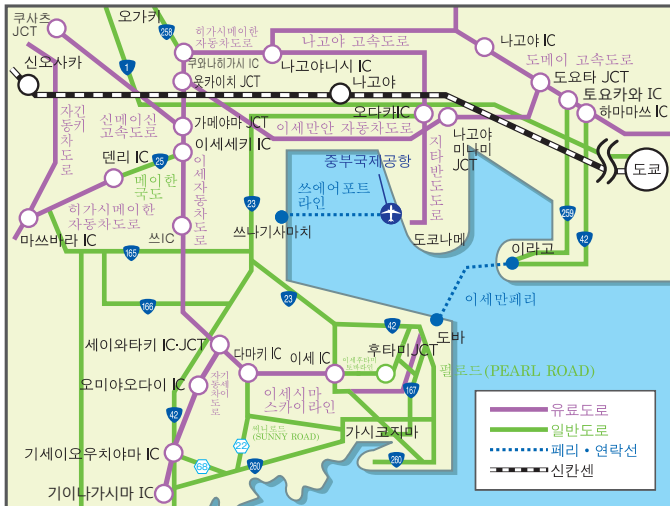 쿠사츠
JCT
오가키
258
히가시메이한
자동차도로
나고야 고속도로
나고야 IC
신오사카
1
쿠와나히가시 IC
나고야니시 IC
도메이 고속도로
욧카이치 JCT
나고야
도요타 JCT
토요카와 IC
하마마쓰 IC
오다카IC
자긴
동키
차도
로
신메이신
고속도로
가메야마 JCT
이세만안 자동차도로
나고야
미나미
JCT
이세세키 IC
덴리 IC
25
메이한
국도
이세자동차도로
지타반도도로
중부국제공항
도쿄
히가시메이한
자동차도로
23
쓰에어포트
라인
259
42
마쓰바라 IC
쓰IC
쓰나기사마치
도코나메
이라고
165
23
이세만페리
166
42
도바
세이와타키 IC·JCT
다마키 IC
이세 IC
후타미JCT
펄로드(PEARL ROAD)
오미야오다이 IC
이세시마
스카이라인
167
42
써니로드
(SUNNY ROAD)
가시코지마
기세이오우치야마 IC
22
68
260
260
기이나가시마 IC
유료도로
일반도로
페리·연락선
신칸센